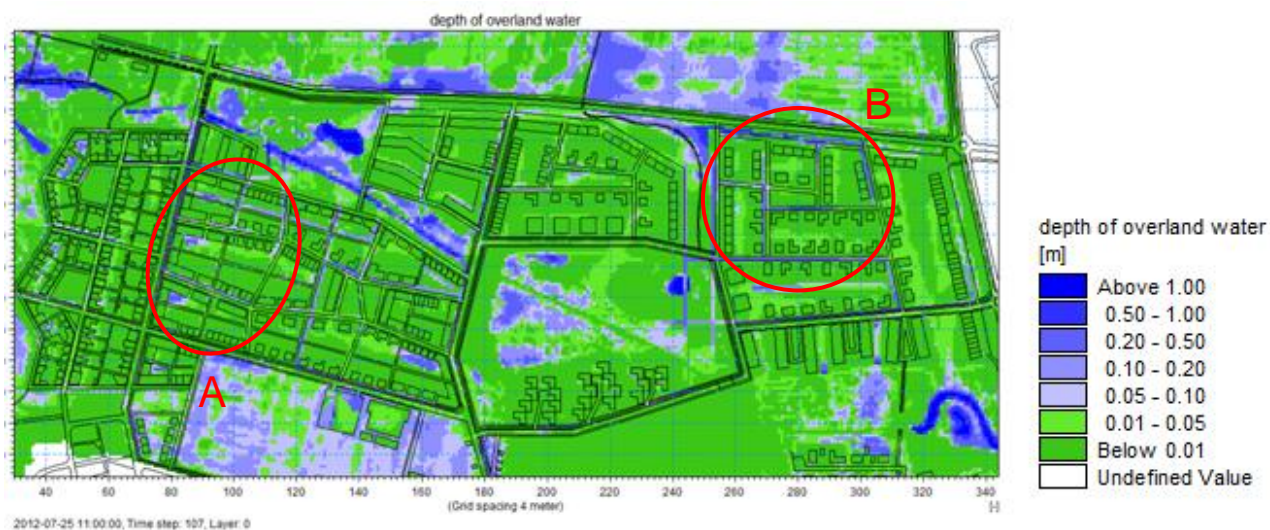 depth of overland water
B
A
depth of overland water
[m]
Above 1.00
0.50 - 1.00
0.20 - 0.50
0.10 - 0.20
0.05 - 0.10
0.01 - 0.05
Below 0.01
Undefined Value
40 60 80 100 120 140 160 180 200 220 240 260 280 300 320 340
(Grid spacing 4 meter)
2012-07-25 11:00:00, Time step: 107, Layer: 0